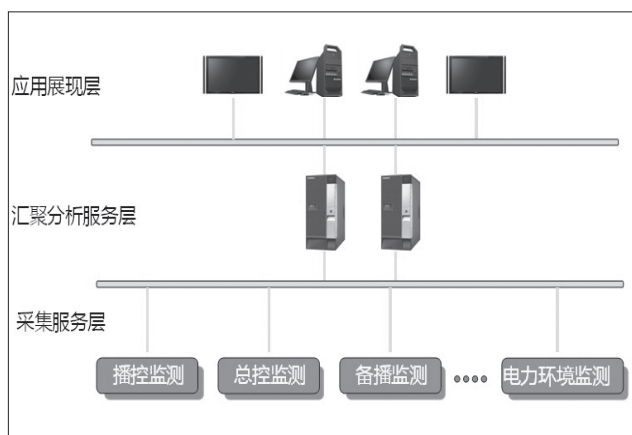 应用展现层
汇聚分析服务层
采集服务层
播控监测 总控监测 备播监测 电力环境监测